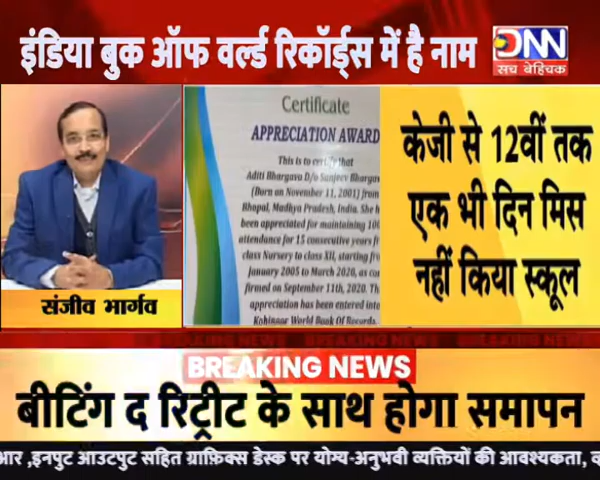 इंडिया बुक ऑफ वर्ल्ड रिकॉर्ड्स में है नाम
DNN
सच बेहिचक
Certificate
APPRECIATION AWARD
This is to certify that
Aditi Bhargava D/o Sanjeev Bhargav
(Born on November 11, 2001) from
Bhopal, Madhya Pradesh, India. She h
been appreciated for maintaining 100
attendance for 15 consecutive years f
class Nursery to class XII, starting fro
January 2005 to March 2020, as co
firmed on September 11th, 2020. Th
appreciation has been entered into
Kohinoor World Book Of Records.
केजी से 12वीं तक
एक भी दिन मिस
नहीं किया स्कूल
संजीव भार्गव
BREAKING NEWS
बीटिंग द रिट्रीट के साथ होगा समापन
आर ,इनपुट आउटपुट सहित ग्राफ़िक्स डेस्क पर योग्य-अनुभवी व्यक्तियों की आवश्यकता,